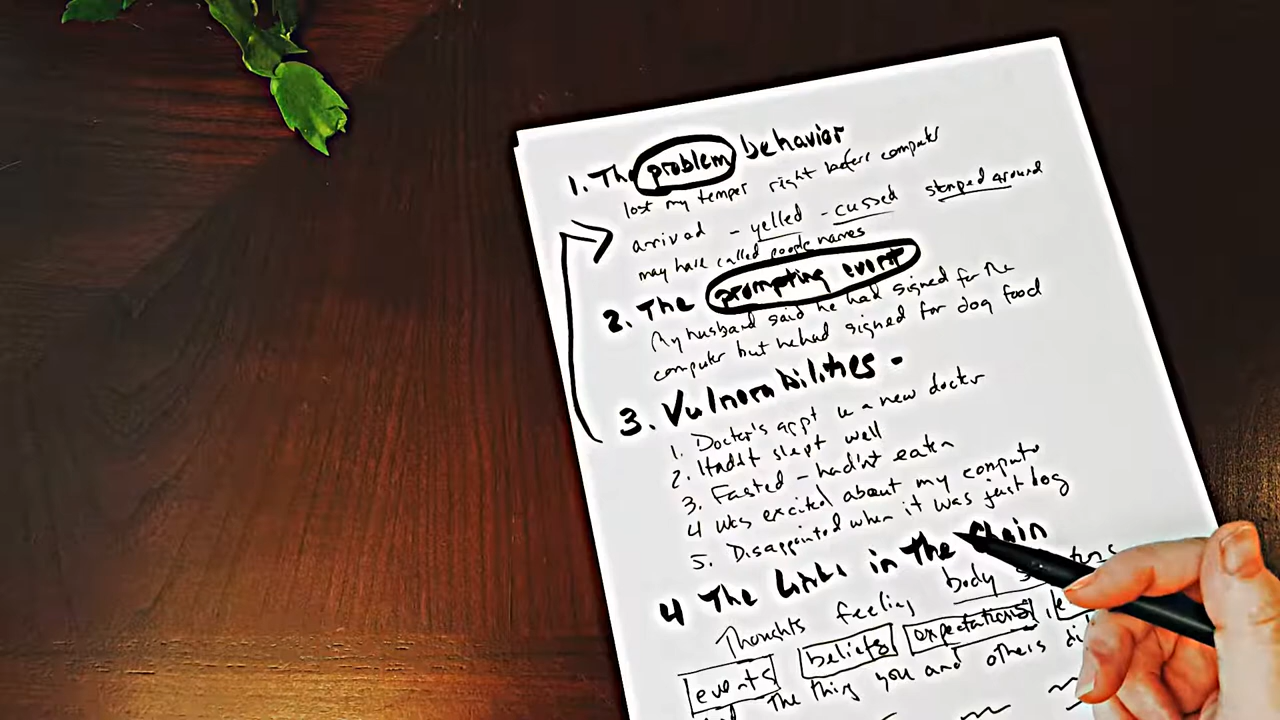 1. The problem behavior
lost my temper right before computer
arrived - yelled - cussed stomped around
may have called people names
2. The prompting event
My husband said he had signed for the
computer but he had signed for dog food
3. Vulnerabilities -
1. Doctor's appt w a new doctor
2. Hadn't slept well
3. Fasted - hadn't eaten
4 Was excited about my computer
5. Disappointed when it was just dog
4 The Links in The Chain
Thoughts feeling body
events beliefs expectations
The thing you and others